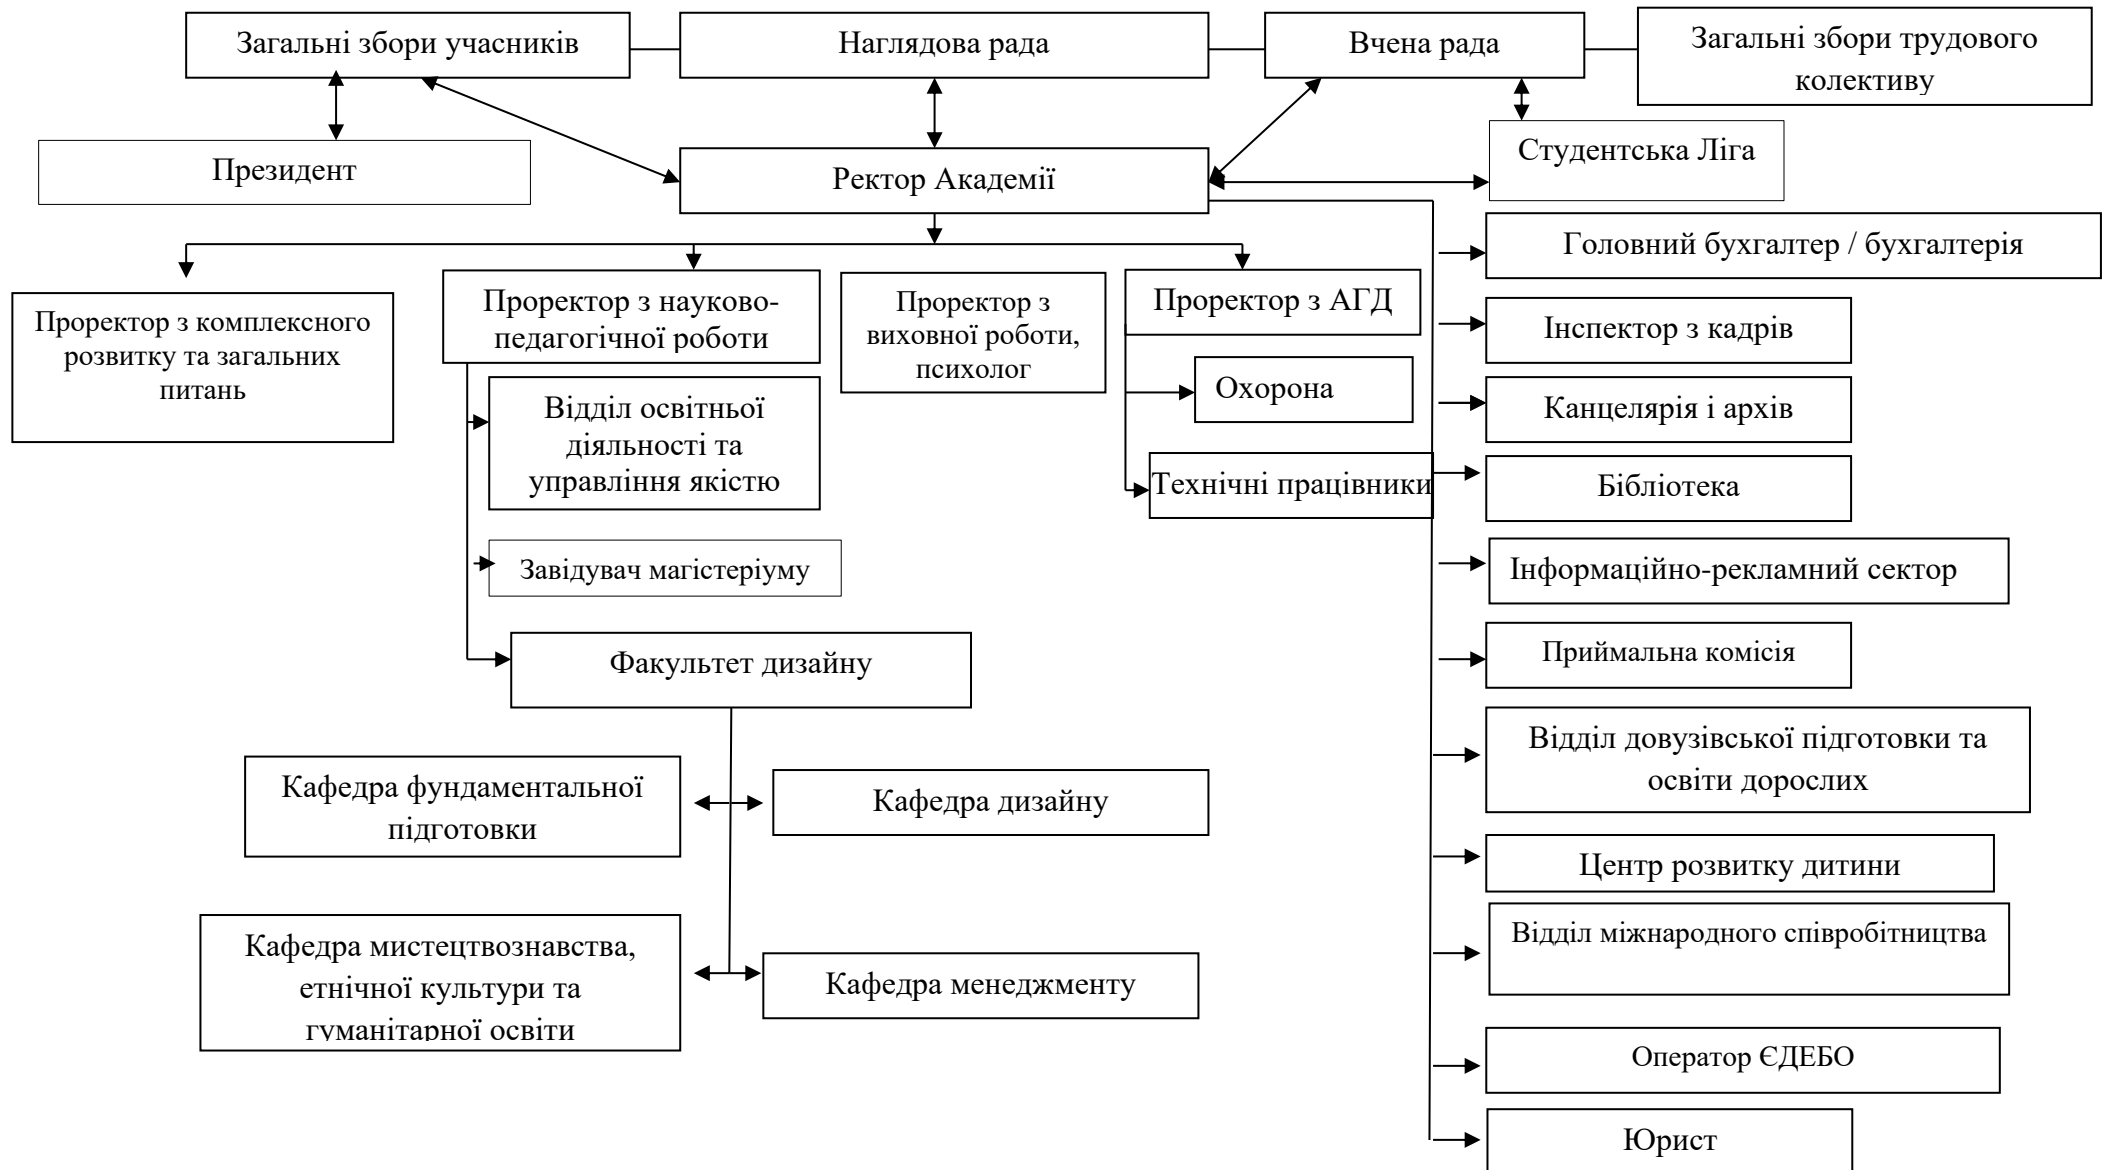 Загальні збори учасників
Наглядова рада
Вчена рада
Загальні збори трудового
колективу
Президент
Ректор Академії
Студентська Ліга
Проректор з комплексного
розвитку та загальних
питань
Проректор з науково-
педагогічної роботи
Проректор з
виховної роботи,
психолог
Проректор з АГД
Відділ освітньої
діяльності та
управління якістю
Завідувач магістеріуму
Факультет дизайну
Охорона
Технічні працівники
Кафедра фундаментальної
підготовки
Кафедра дизайну
Кафедра мистецтвознавства,
етнічної культури та
гуманітарної освіти
Кафедра менеджменту
Головний бухгалтер / бухгалтерія
Інспектор з кадрів
Канцелярія і архів
Бібліотека
Інформаційно-рекламний сектор
Приймальна комісія
Відділ довузівської підготовки та
освіти дорослих
Центр розвитку дитини
Відділ міжнародного співробітництва
Оператор ЄДЕБО
Юрист